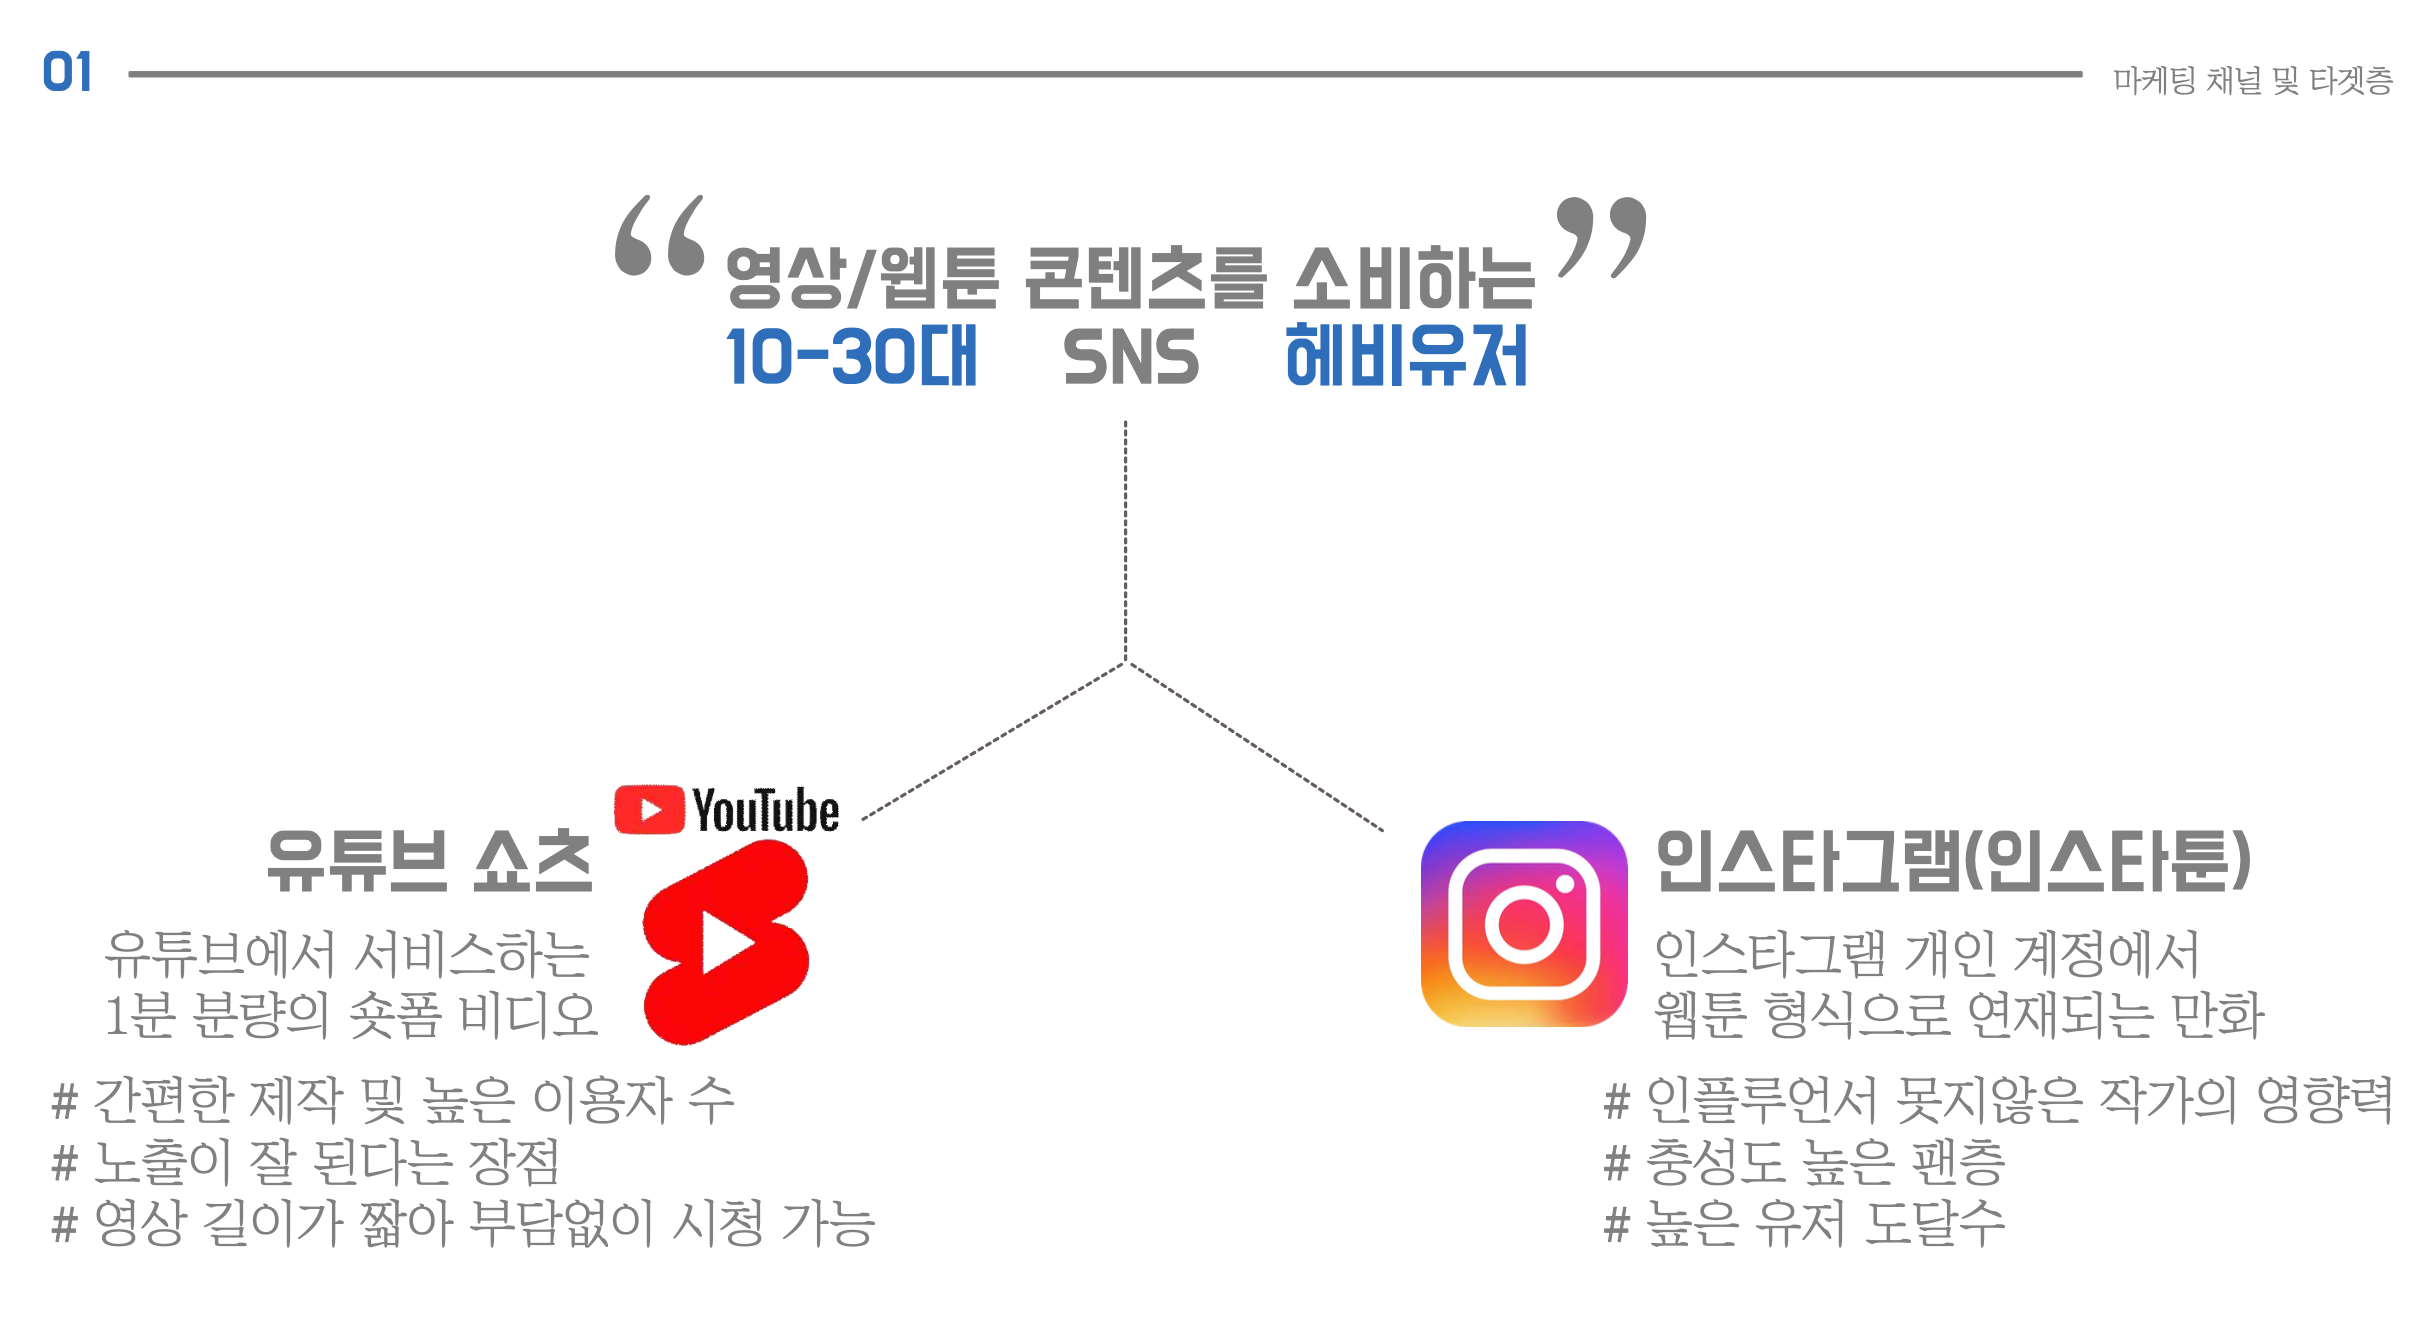 01
마케팅 채널 및 타겟층
“영상/웹툰 콘텐츠를 소비하는”
10-30대 SNS 헤비유저
YouTube
유튜브 쇼츠
유튜브에서 서비스하는
1분 분량의 숏폼 비디오
# 간편한 제작 및 높은 이용자 수
# 노출이 잘 된다는 장점
# 영상 길이가 짧아 부담없이 시청 가능
인스타그램(인스타툰)
인스타그램 개인 계정에서
웹툰 형식으로 연재되는 만화
# 인플루언서 못지않은 작가의 영향력
# 충성도 높은 팬층
# 높은 유저 도달수